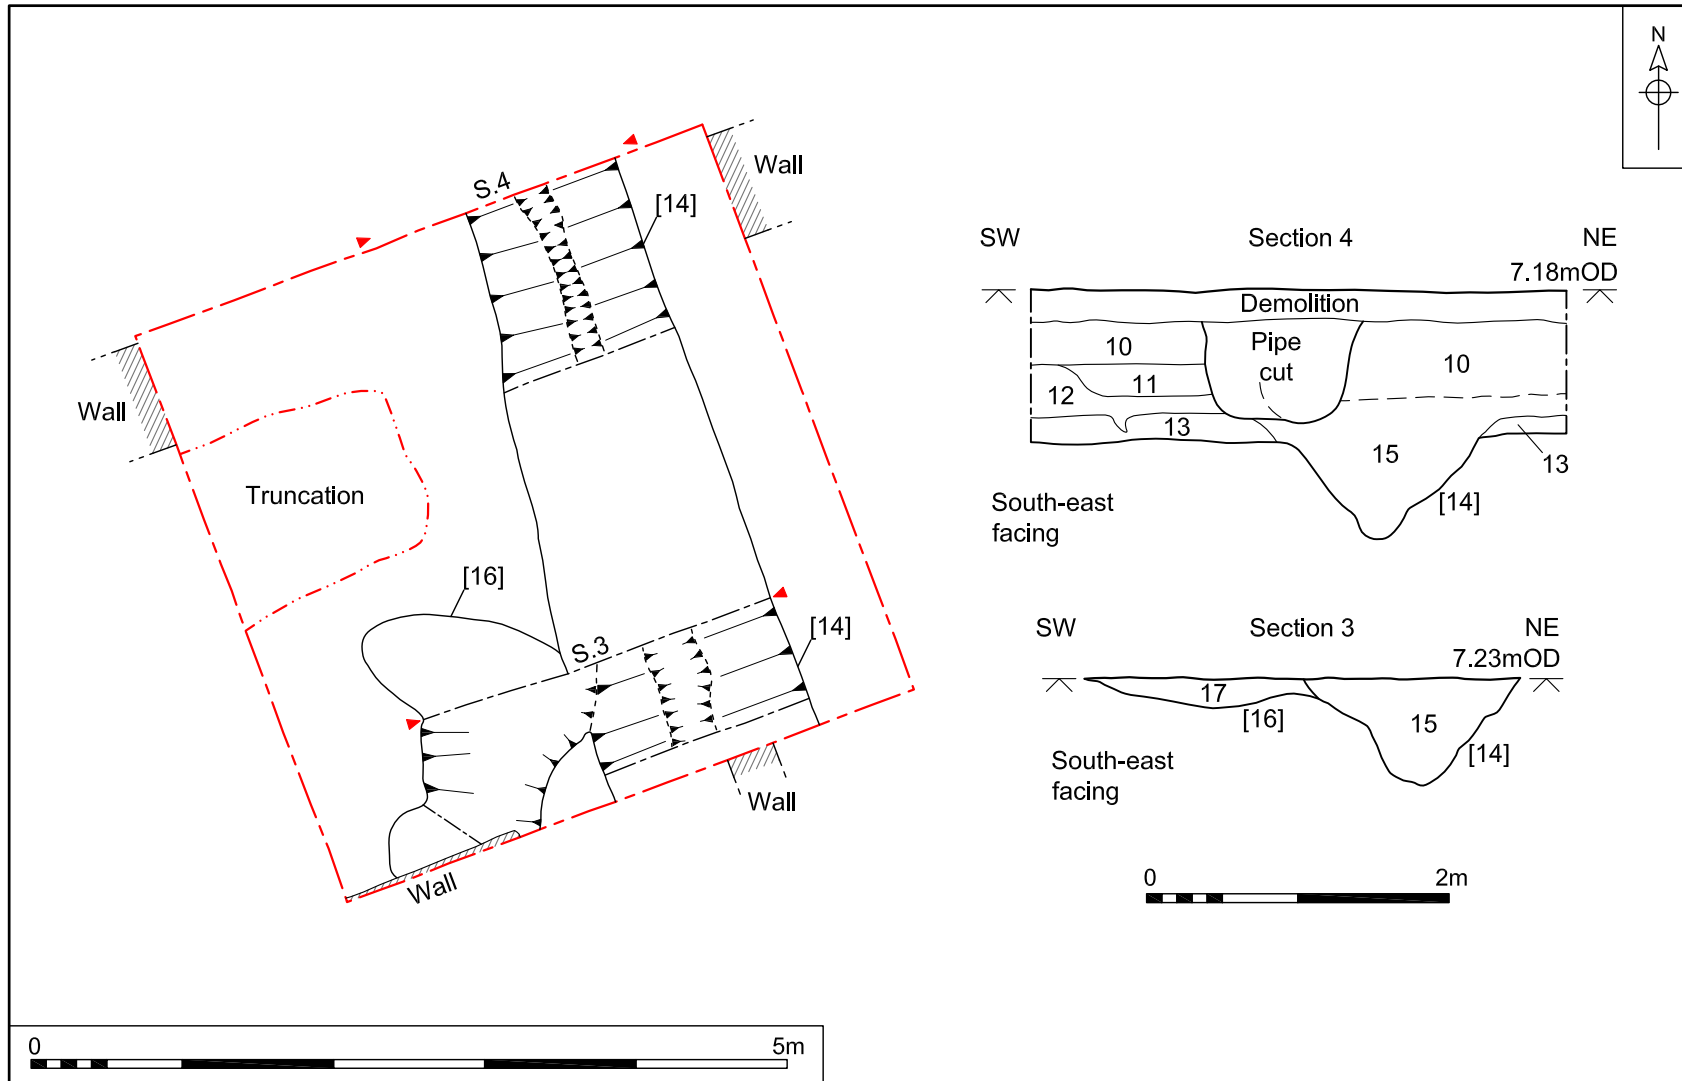 N
S.4
Wall
[14]
Wall
Truncation
[16]
S.3
[14]
Wall
Wall
0 5m
SW Section 4 NE
7.18mOD
Demolition
10
Pipe
cut
10
11
12
13
15
13
[14]
South-east
facing
SW Section 3 NE
7.23mOD
17
[16]
15
[14]
South-east
facing
0 2m